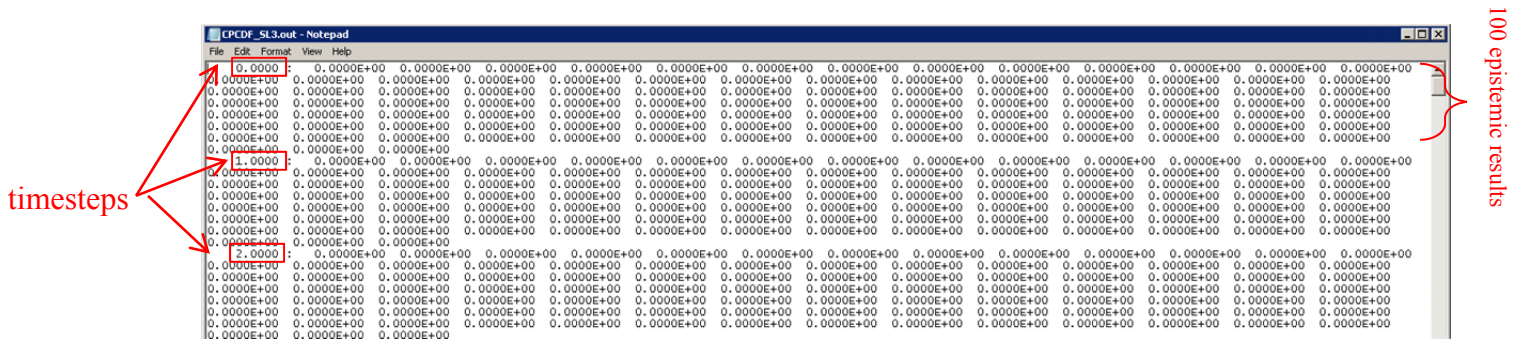 CPCDF_SL3.out - Notepad
File Edit Format View Help
0.0000 : 0.0000E+00 0.0000E+00 0.0000E+00 0.0000E+00 0.0000E+00 0.0000E+00 0.0000E+00 0.0000E+00 0.0000E+00 0.0000E+00 0.0000E+00 0.0000E+00 0.0000E+00
0.0000E+00 0.0000E+00 0.0000E+00 0.0000E+00 0.0000E+00 0.0000E+00 0.0000E+00 0.0000E+00 0.0000E+00 0.0000E+00 0.0000E+00 0.0000E+00 0.0000E+00 0.0000E+00
0.0000E+00 0.0000E+00 0.0000E+00 0.0000E+00 0.0000E+00 0.0000E+00 0.0000E+00 0.0000E+00 0.0000E+00 0.0000E+00 0.0000E+00 0.0000E+00 0.0000E+00 0.0000E+00
0.0000E+00 0.0000E+00 0.0000E+00 0.0000E+00 0.0000E+00 0.0000E+00 0.0000E+00 0.0000E+00 0.0000E+00 0.0000E+00 0.0000E+00 0.0000E+00 0.0000E+00 0.0000E+00
0.0000E+00 0.0000E+00 0.0000E+00 0.0000E+00 0.0000E+00 0.0000E+00 0.0000E+00 0.0000E+00 0.0000E+00 0.0000E+00 0.0000E+00 0.0000E+00 0.0000E+00 0.0000E+00
0.0000E+00 0.0000E+00 0.0000E+00 0.0000E+00 0.0000E+00 0.0000E+00 0.0000E+00 0.0000E+00 0.0000E+00 0.0000E+00 0.0000E+00 0.0000E+00 0.0000E+00 0.0000E+00
0.0000E+00 0.0000E+00 0.0000E+00 0.0000E+00 0.0000E+00 0.0000E+00 0.0000E+00 0.0000E+00 0.0000E+00 0.0000E+00 0.0000E+00 0.0000E+00 0.0000E+00 0.0000E+00
0.0000E+00 0.0000E+00 0.0000E+00
1.0000 : 0.0000E+00 0.0000E+00 0.0000E+00 0.0000E+00 0.0000E+00 0.0000E+00 0.0000E+00 0.0000E+00 0.0000E+00 0.0000E+00 0.0000E+00 0.0000E+00 0.0000E+00
0.0000E+00 0.0000E+00 0.0000E+00 0.0000E+00 0.0000E+00 0.0000E+00 0.0000E+00 0.0000E+00 0.0000E+00 0.0000E+00 0.0000E+00 0.0000E+00 0.0000E+00 0.0000E+00
0.0000E+00 0.0000E+00 0.0000E+00 0.0000E+00 0.0000E+00 0.0000E+00 0.0000E+00 0.0000E+00 0.0000E+00 0.0000E+00 0.0000E+00 0.0000E+00 0.0000E+00 0.0000E+00
0.0000E+00 0.0000E+00 0.0000E+00 0.0000E+00 0.0000E+00 0.0000E+00 0.0000E+00 0.0000E+00 0.0000E+00 0.0000E+00 0.0000E+00 0.0000E+00 0.0000E+00 0.0000E+00
0.0000E+00 0.0000E+00 0.0000E+00 0.0000E+00 0.0000E+00 0.0000E+00 0.0000E+00 0.0000E+00 0.0000E+00 0.0000E+00 0.0000E+00 0.0000E+00 0.0000E+00 0.0000E+00
0.0000E+00 0.0000E+00 0.0000E+00 0.0000E+00 0.0000E+00 0.0000E+00 0.0000E+00 0.0000E+00 0.0000E+00 0.0000E+00 0.0000E+00 0.0000E+00 0.0000E+00 0.0000E+00
0.0000E+00 0.0000E+00 0.0000E+00 0.0000E+00 0.0000E+00 0.0000E+00 0.0000E+00 0.0000E+00 0.0000E+00 0.0000E+00 0.0000E+00 0.0000E+00 0.0000E+00 0.0000E+00
0.0000E+00 0.0000E+00 0.0000E+00
2.0000 : 0.0000E+00 0.0000E+00 0.0000E+00 0.0000E+00 0.0000E+00 0.0000E+00 0.0000E+00 0.0000E+00 0.0000E+00 0.0000E+00 0.0000E+00 0.0000E+00 0.0000E+00
0.0000E+00 0.0000E+00 0.0000E+00 0.0000E+00 0.0000E+00 0.0000E+00 0.0000E+00 0.0000E+00 0.0000E+00 0.0000E+00 0.0000E+00 0.0000E+00 0.0000E+00 0.0000E+00
0.0000E+00 0.0000E+00 0.0000E+00 0.0000E+00 0.0000E+00 0.0000E+00 0.0000E+00 0.0000E+00 0.0000E+00 0.0000E+00 0.0000E+00 0.0000E+00 0.0000E+00 0.0000E+00
0.0000E+00 0.0000E+00 0.0000E+00 0.0000E+00 0.0000E+00 0.0000E+00 0.0000E+00 0.0000E+00 0.0000E+00 0.0000E+00 0.0000E+00 0.0000E+00 0.0000E+00 0.0000E+00
0.0000E+00 0.0000E+00 0.0000E+00 0.0000E+00 0.0000E+00 0.0000E+00 0.0000E+00 0.0000E+00 0.0000E+00 0.0000E+00 0.0000E+00 0.0000E+00 0.0000E+00 0.0000E+00
0.0000E+00 0.0000E+00 0.0000E+00 0.0000E+00 0.0000E+00 0.0000E+00 0.0000E+00 0.0000E+00 0.0000E+00 0.0000E+00 0.0000E+00 0.0000E+00 0.0000E+00 0.0000E+00
0.0000E+00 0.0000E+00 0.0000E+00 0.0000E+00 0.0000E+00 0.0000E+00 0.0000E+00 0.0000E+00 0.0000E+00 0.0000E+00 0.0000E+00 0.0000E+00 0.0000E+00 0.0000E+00
0.0000E+00 0.0000E+00 0.0000E+00
timesteps
100 epistemic results